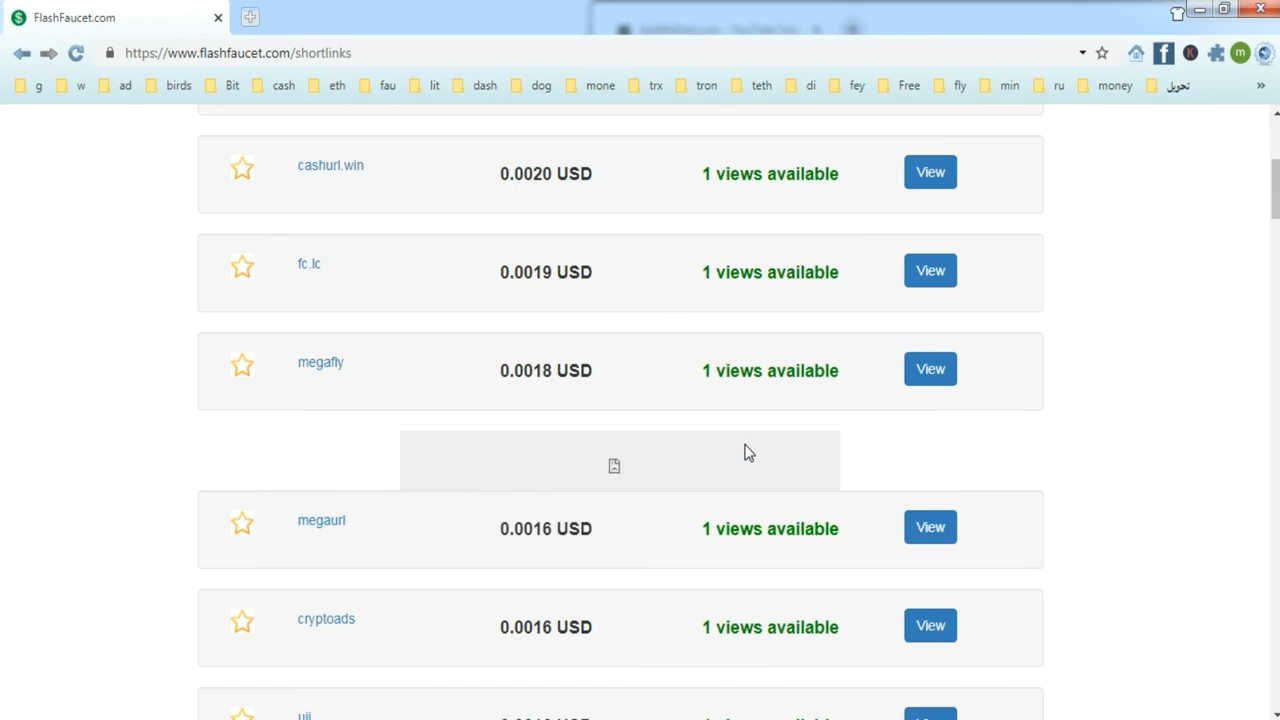 FlashFaucet.com
https://www.flashfaucet.com/shortlinks
g w ad birds Bit cash eth fau lit dash dog mone trx tron teth di fey Free fly min ru money تحويل »
cashurl.win 0.0020 USD 1 views available View
fc.lc 0.0019 USD 1 views available View
megafly 0.0018 USD 1 views available View
megaurl 0.0016 USD 1 views available View
cryptoads 0.0016 USD 1 views available View